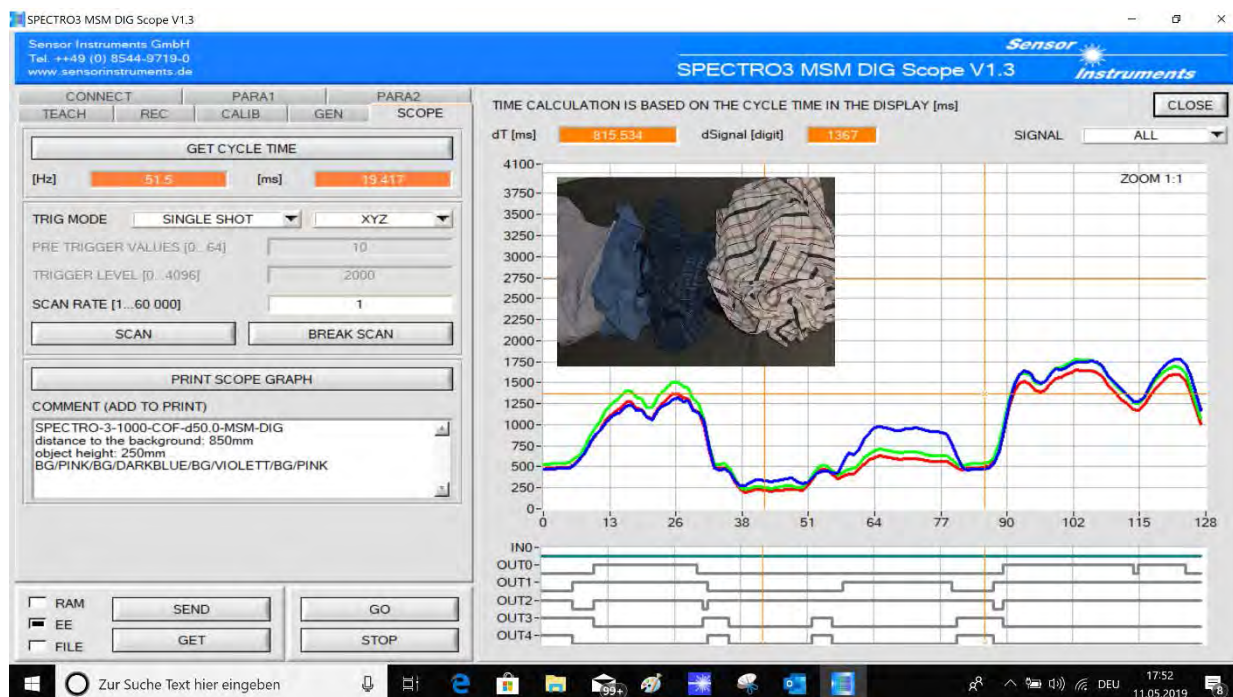 SPECTRO3 MSM DIG Scope V1.3
Sensor Instruments GmbH
Tel. ++49 (0) 8544-9719-0
www.sensorinstruments.de
Sensor
Instruments
SPECTRO3 MSM DIG Scope V1.3
CONNECT PARA1 PARA2
TEACH REC CALIB GEN SCOPE
GET CYCLE TIME
[Hz] 51.5 [ms] 19.417
TRIG MODE SINGLE SHOT XYZ
PRE TRIGGER VALUES [0...64] 10
TRIGGER LEVEL [0...4096] 2000
SCAN RATE [1...60 000] 1
SCAN BREAK SCAN
PRINT SCOPE GRAPH
COMMENT (ADD TO PRINT)
SPECTRO-3-1000-COF-d50.0-MSM-DIG
distance to the background: 850mm
object height: 250mm
BG/PINK/BG/DARKBLUE/BG/VIOLETT/BG/PINK
RAM
EE
FILE
SEND GO
GET STOP
TIME CALCULATION IS BASED ON THE CYCLE TIME IN THE DISPLAY [ms]
CLOSE
dT [ms] 815.534 dSignal [digit] 1367 SIGNAL ALL
ZOOM 1:1
4100
3750
3500
3250
3000
2750
2500
2250
2000
1750
1500
1250
1000
750
500
250
0
0 13 26 38 51 64 77 90 102 115 128
IN0
OUT0
OUT1
OUT2
OUT3
OUT4
Zur Suche Text hier eingeben
99+
DEU
17:52
11.05.2019
8